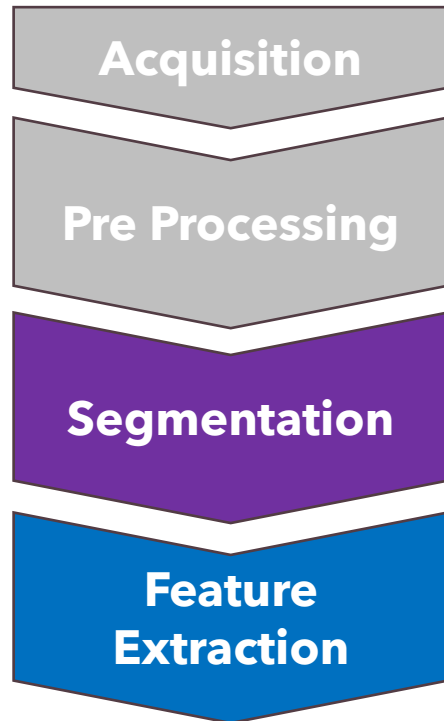 Acquisition
Pre Processing
Segmentation
Feature
Extraction